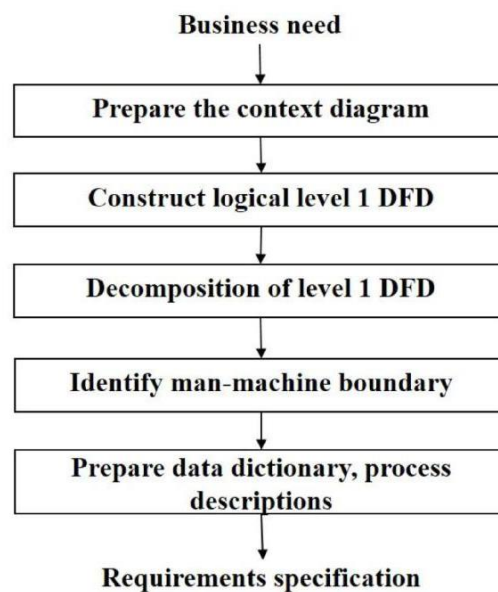 Business need
Prepare the context diagram
Construct logical level 1 DFD
Decomposition of level 1 DFD
Identify man-machine boundary
Prepare data dictionary, process
descriptions
Requirements specification